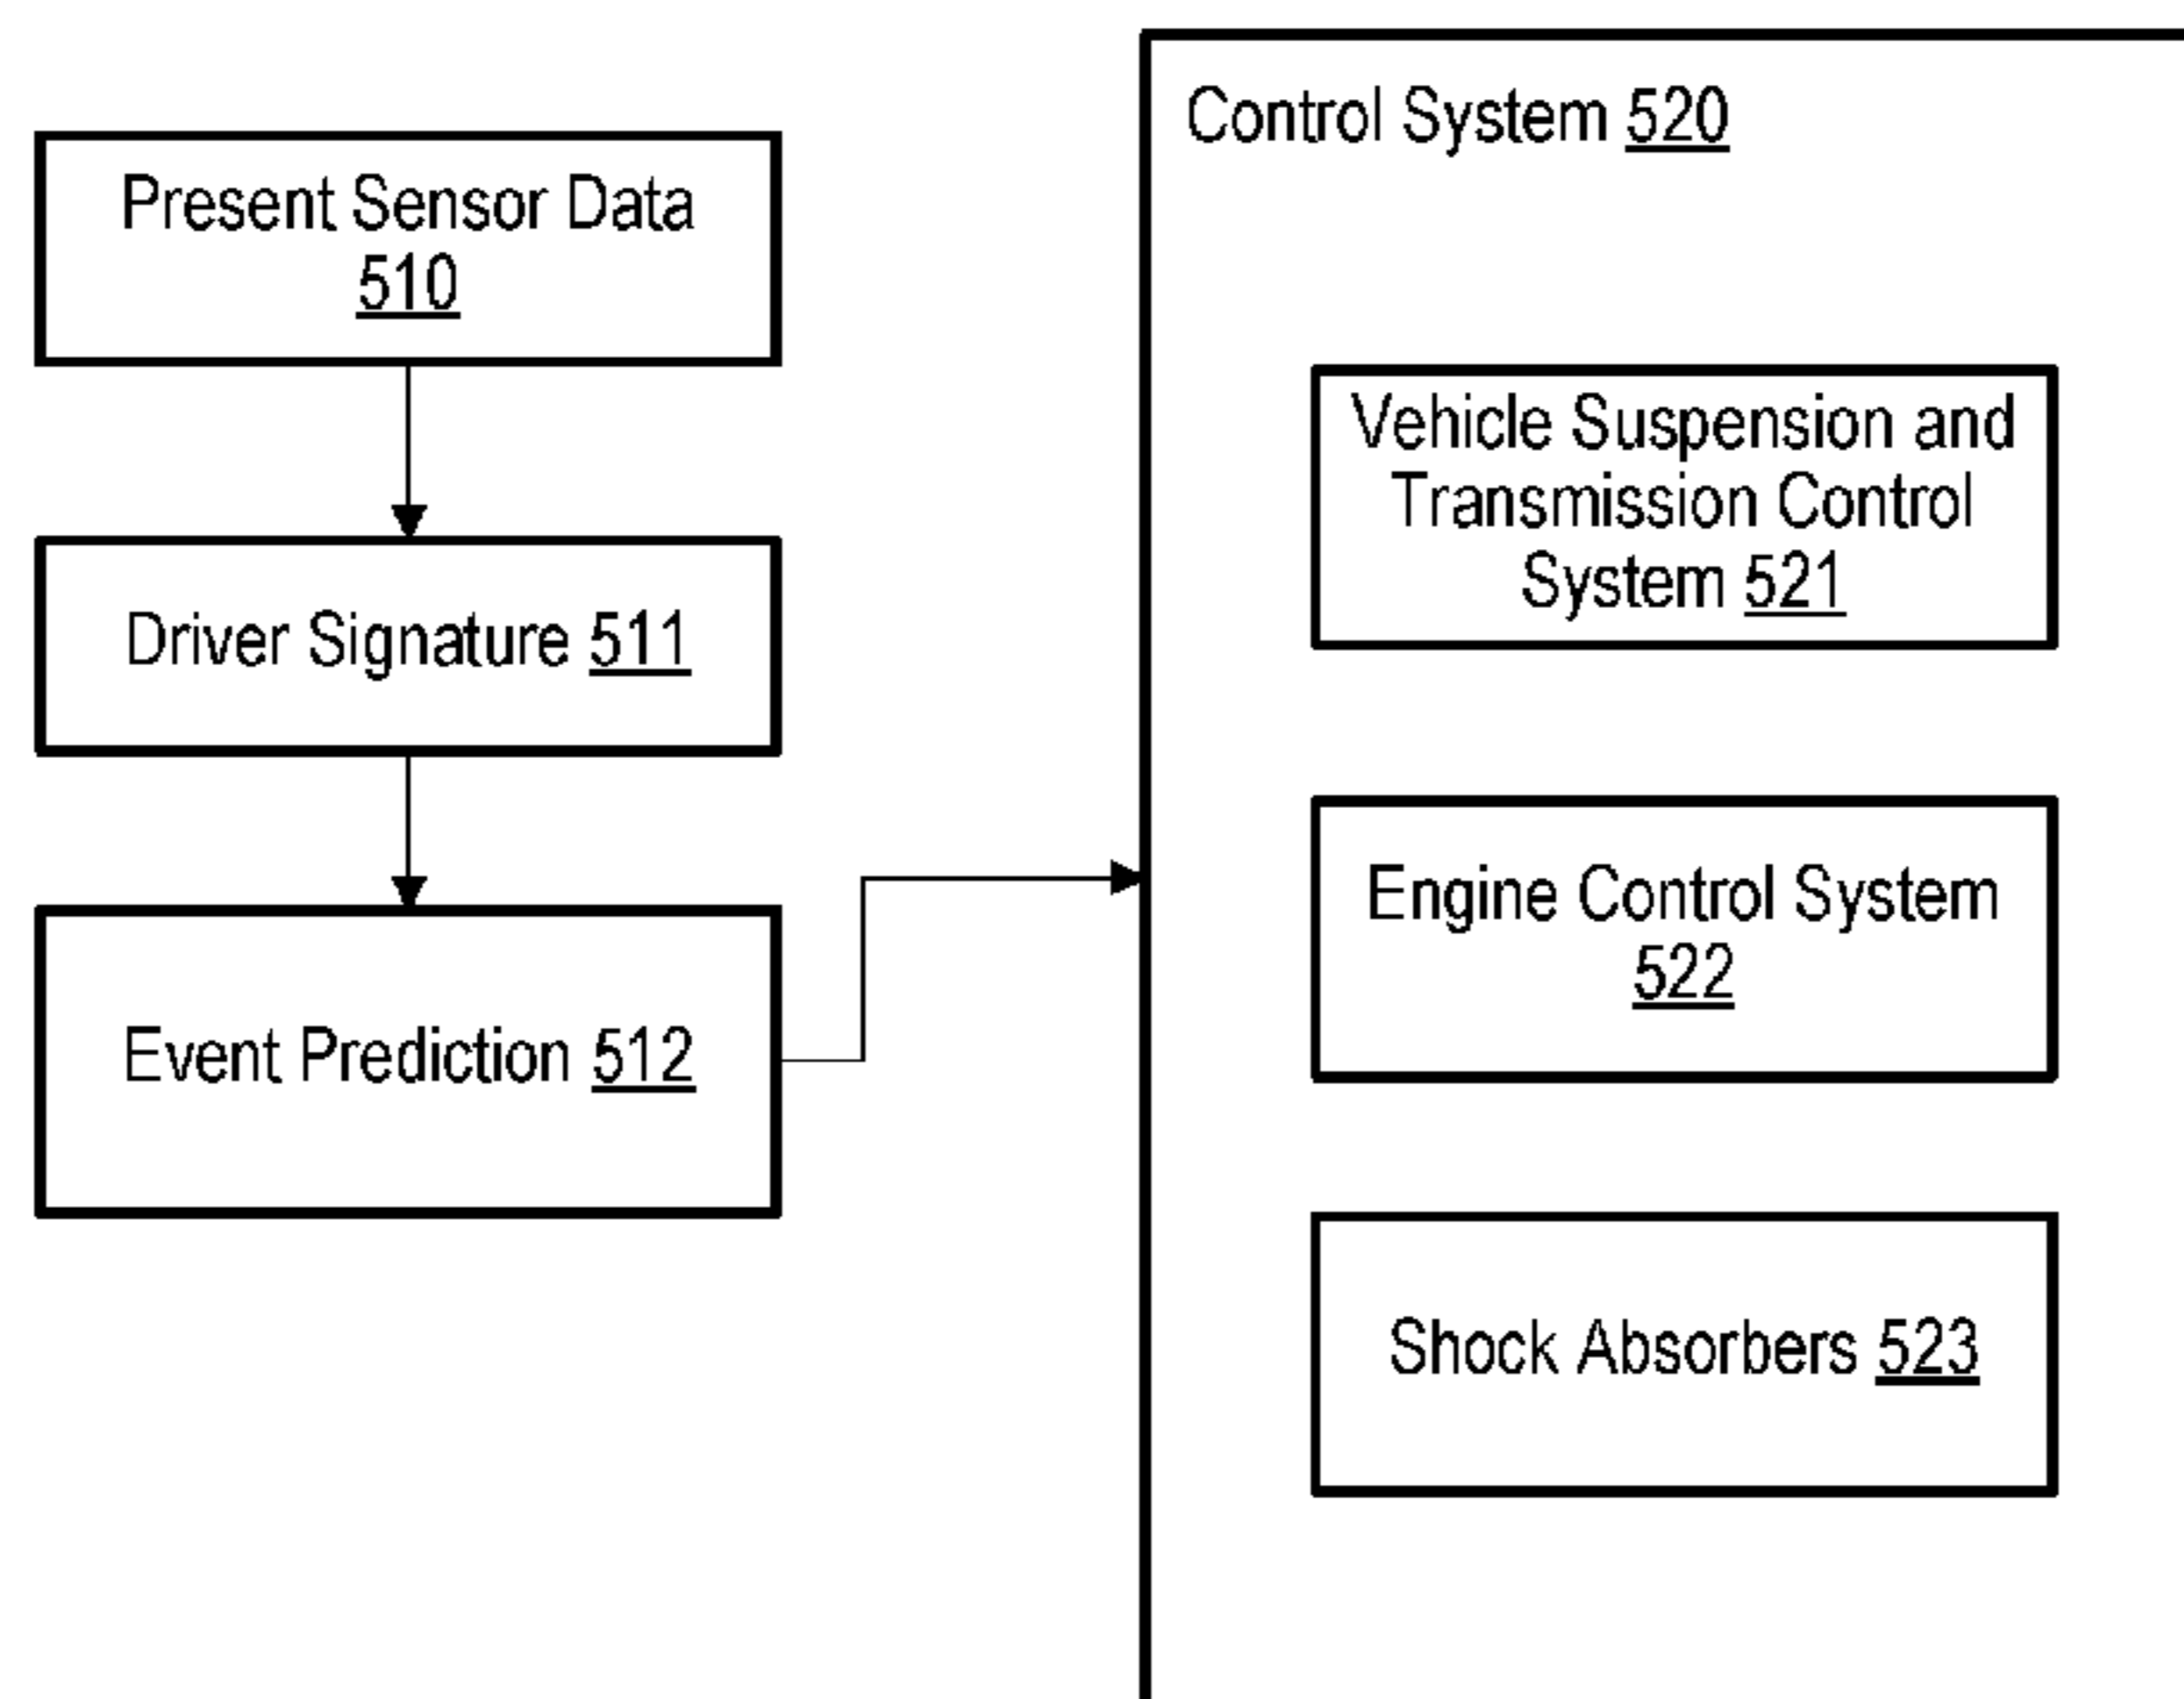 Present Sensor Data
510
Driver Signature 511
Event Prediction 512
Control System 520
Vehicle Suspension and
Transmission Control
System 521
Engine Control System
522
Shock Absorbers 523